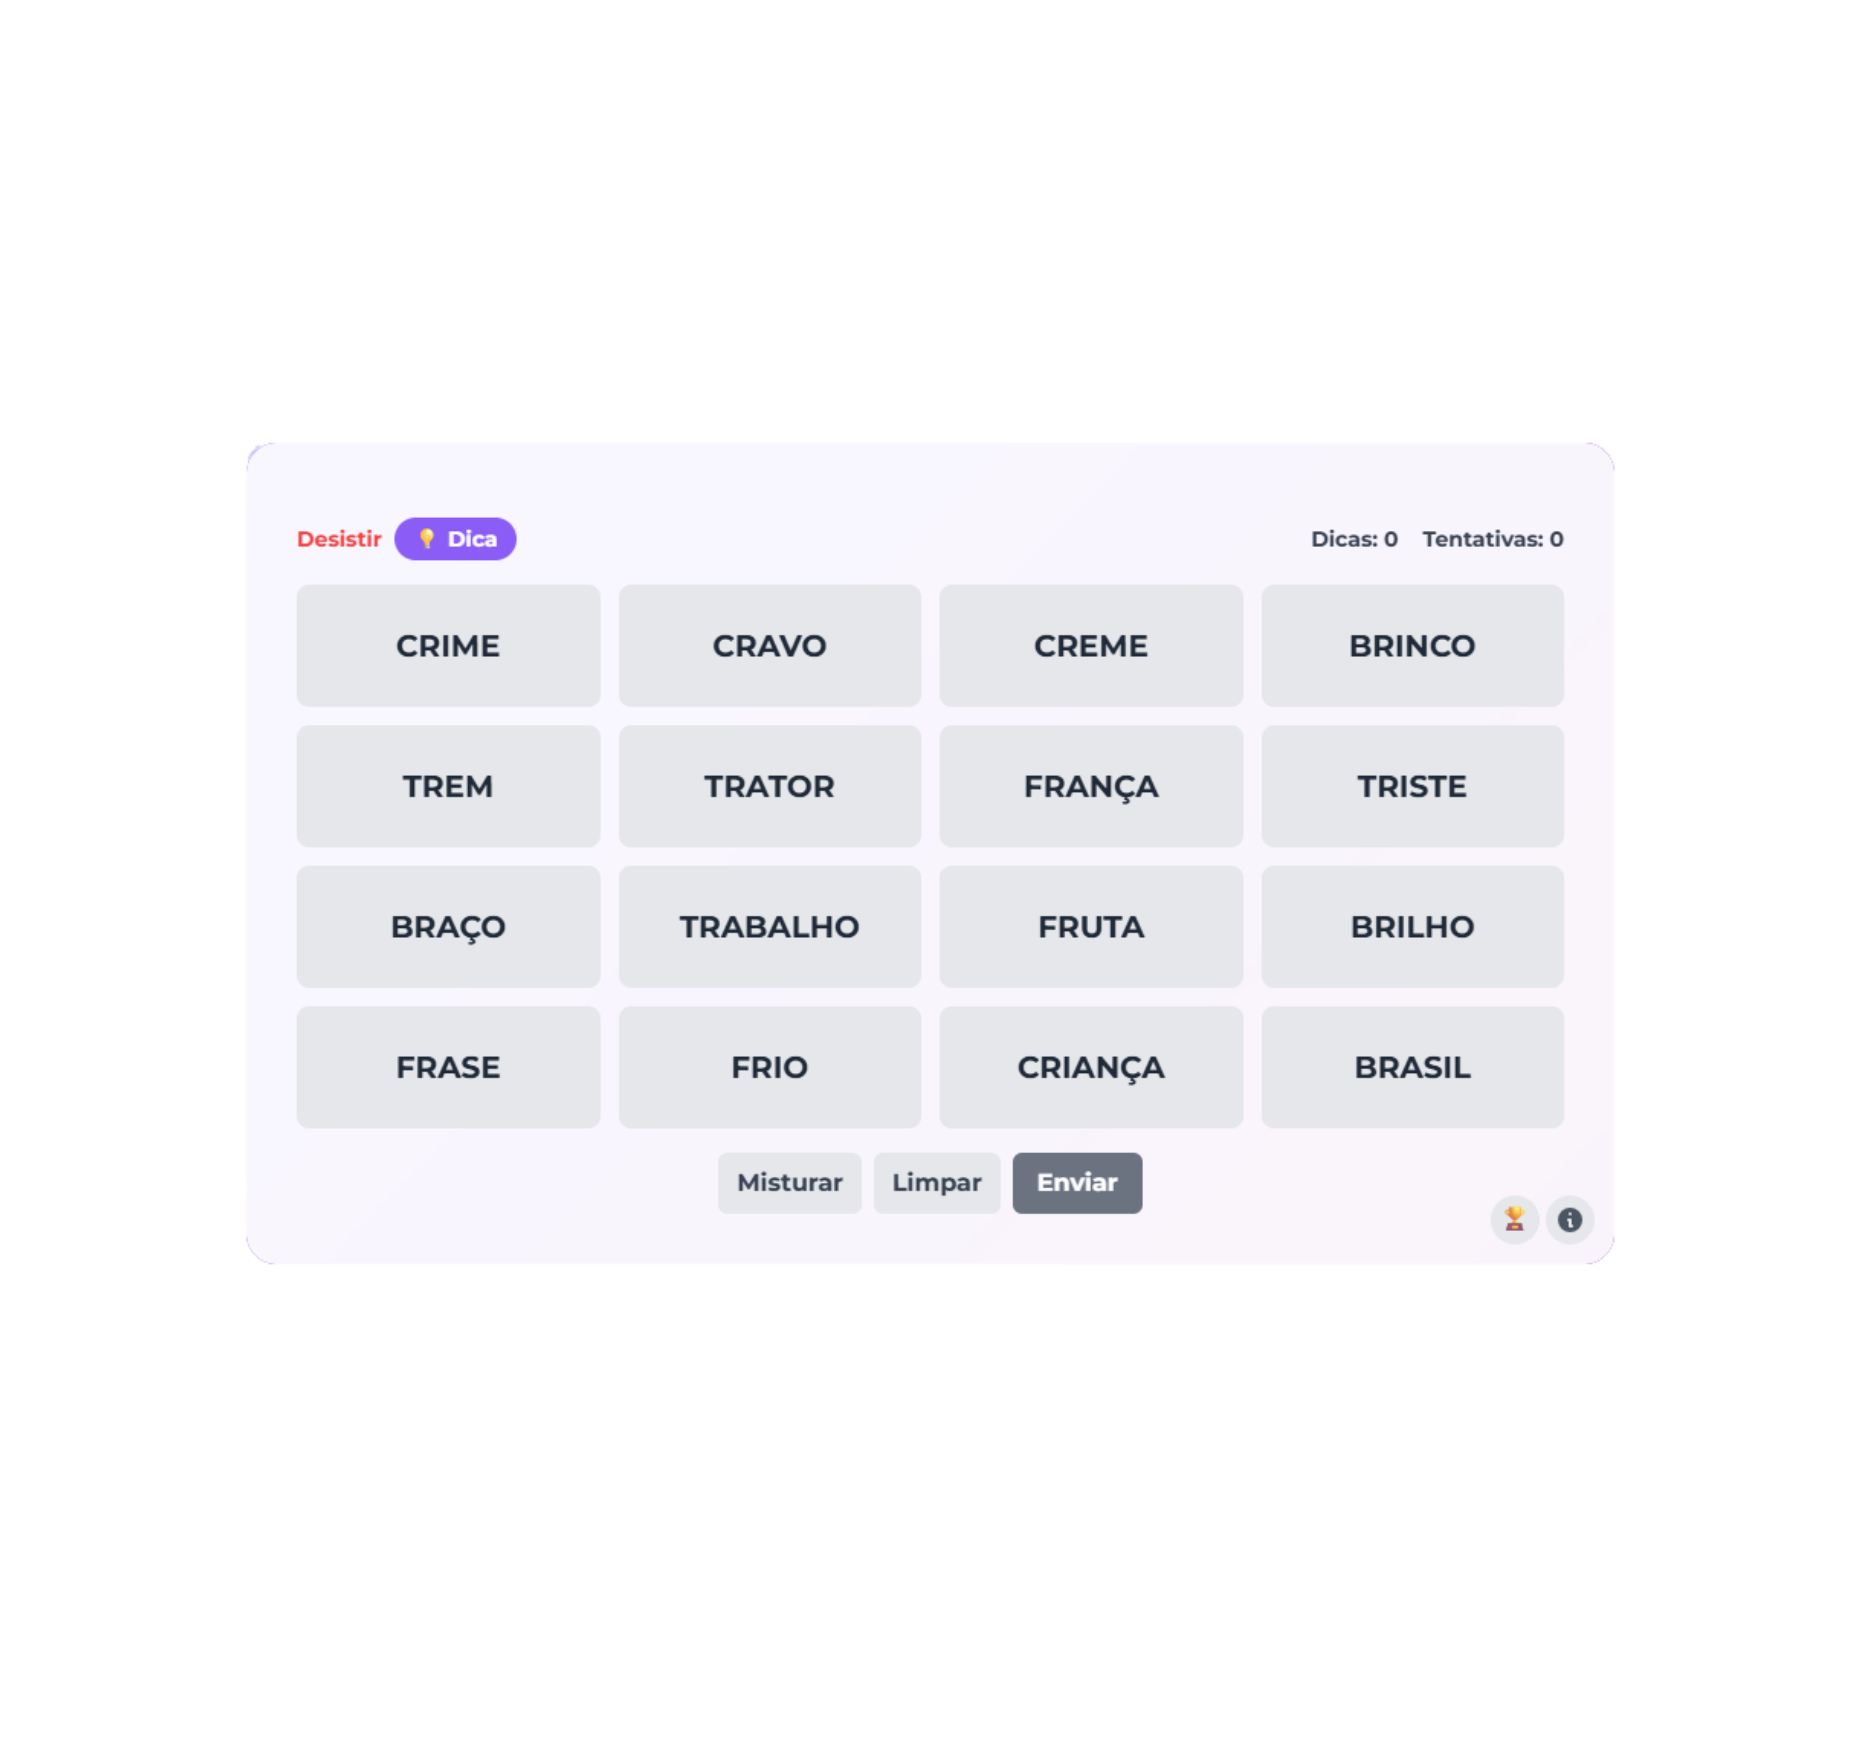 Desistir 💡 Dica Dicas: 0 Tentativas: 0
CRIME CRAVO CREME BRINCO
TREM TRATOR FRANÇA TRISTE
BRAÇO TRABALHO FRUTA BRILHO
FRASE FRIO CRIANÇA BRASIL
Misturar Limpar Enviar